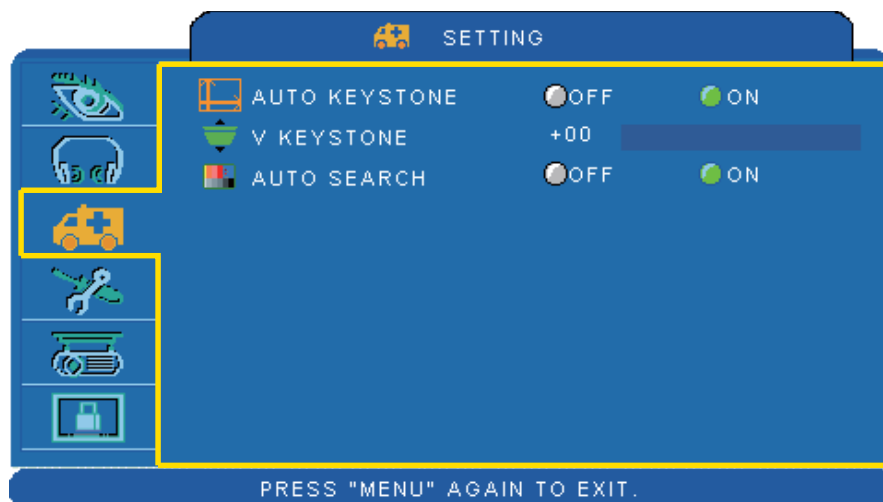 SETTING
AUTO KEYSTONE OFF ON
V KEYSTONE +00
AUTO SEARCH OFF ON
PRESS "MENU" AGAIN TO EXIT.